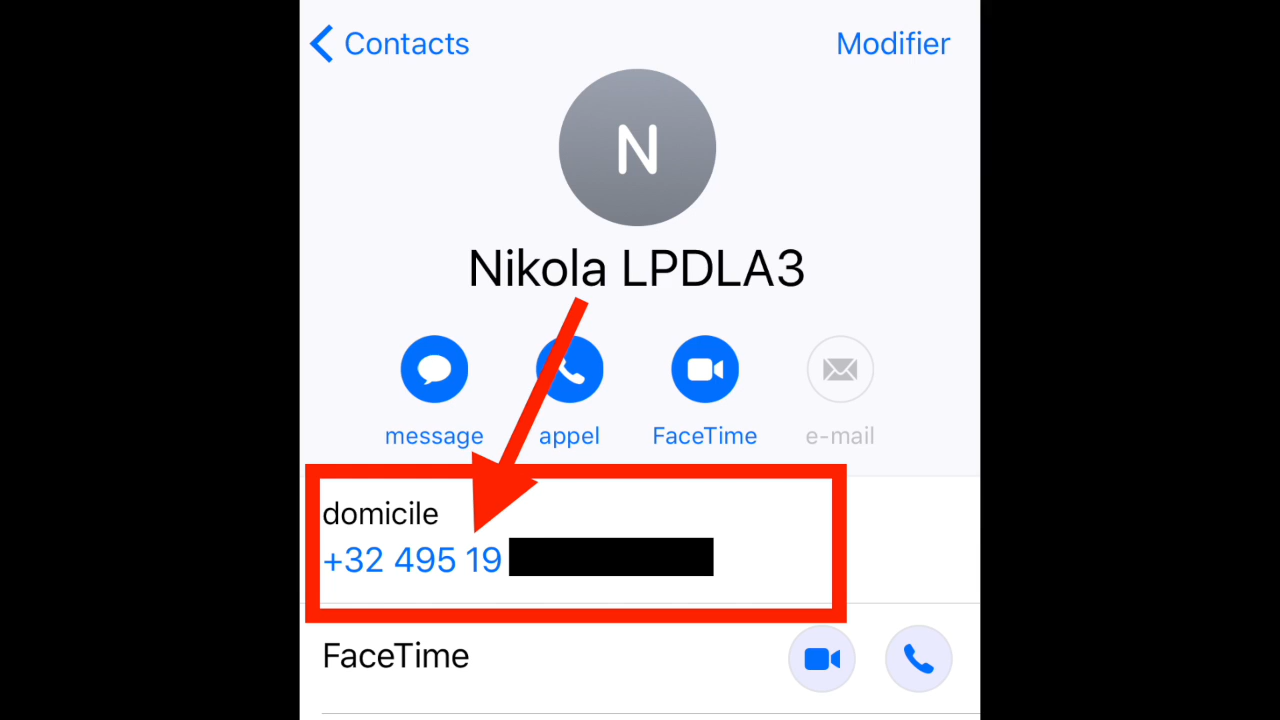 Contacts
Modifier
N
Nikola LPDLA3
message appel FaceTime e-mail
domicile
+32 495 19
FaceTime